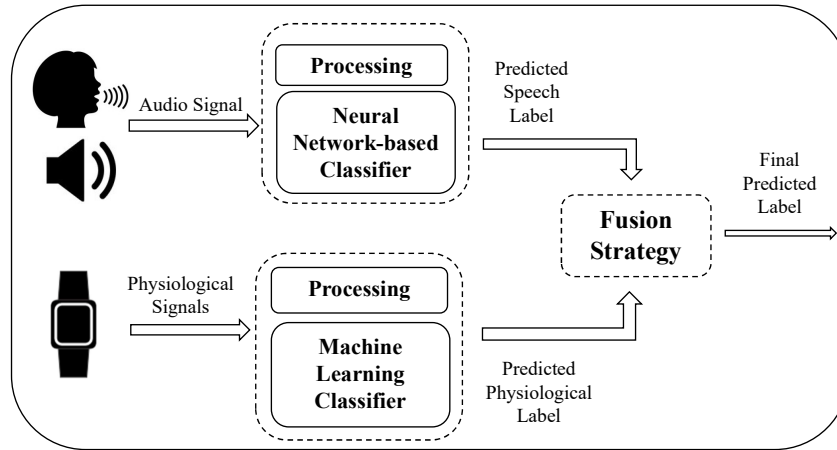 Audio Signal
Processing
Neural
Network-based
Classifier
Predicted
Speech
Label
Physiological
Signals
Processing
Machine
Learning
Classifier
Predicted
Physiological
Label
Fusion
Strategy
Final
Predicted
Label